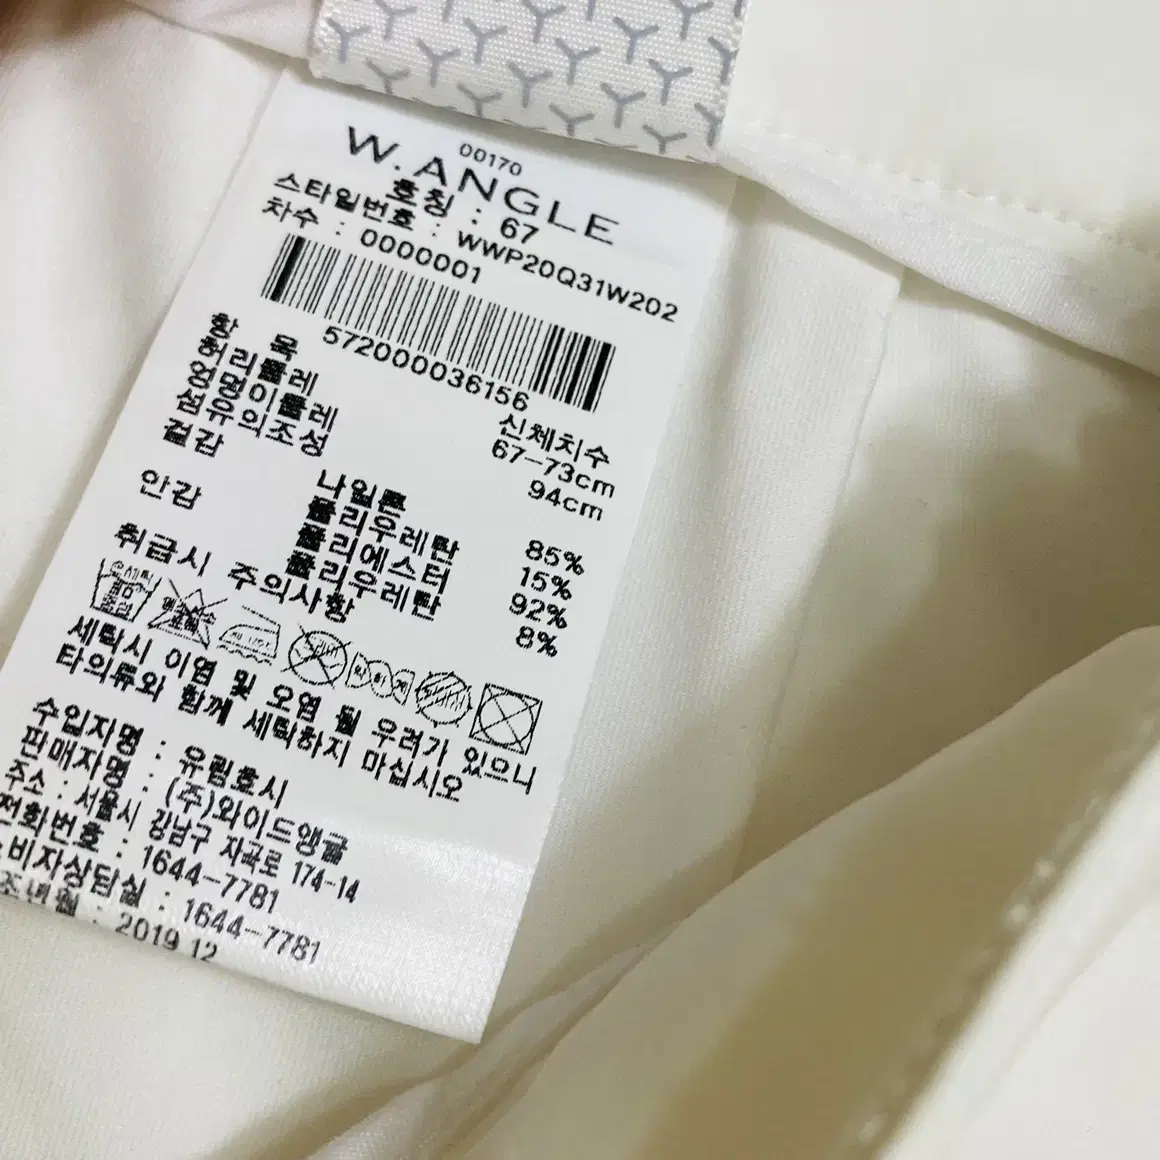 00170
W.ANGLE
호칭 : 67
스타일번호 : WWP20Q31W202
차수 : 0000001
572000036156
항 목 신체치수
허리둘레 67-73cm
엉덩이둘레 94cm
섬유의조성
겉감 나일론 85%
폴리우레탄 15%
안감 폴리에스터 92%
폴리우레탄 8%
취급시 주의사항
세탁시 이염 및 오염 될 우려가 있으니
타의류와 함께 세탁하지 마십시오
수입자명 : 유림호시
판매자명 : (주)와이드앵글
주소 : 서울시 강남구 자곡로 174-14
전화번호 : 1644-7781
비자상담실 : 1644-7781
조년월 : 2019.12